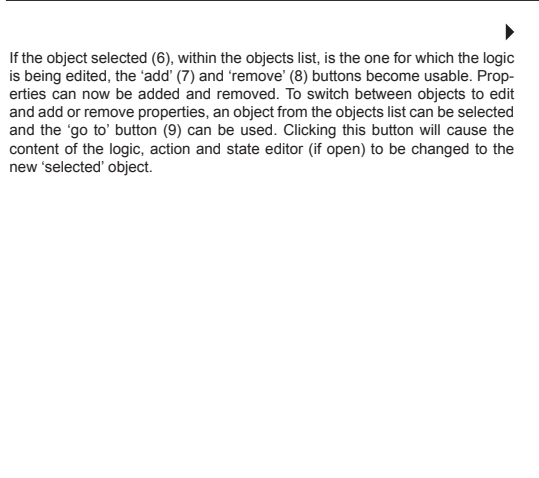 If the object selected (6), within the objects list, is the one for which the logic
is being edited, the ‘add’ (7) and ‘remove’ (8) buttons become usable. Prop-
erties can now be added and removed. To switch between objects to edit
and add or remove properties, an object from the objects list can be selected
and the ‘go to’ button (9) can be used. Clicking this button will cause the
content of the logic, action and state editor (if open) to be changed to the
new ‘selected’ object.